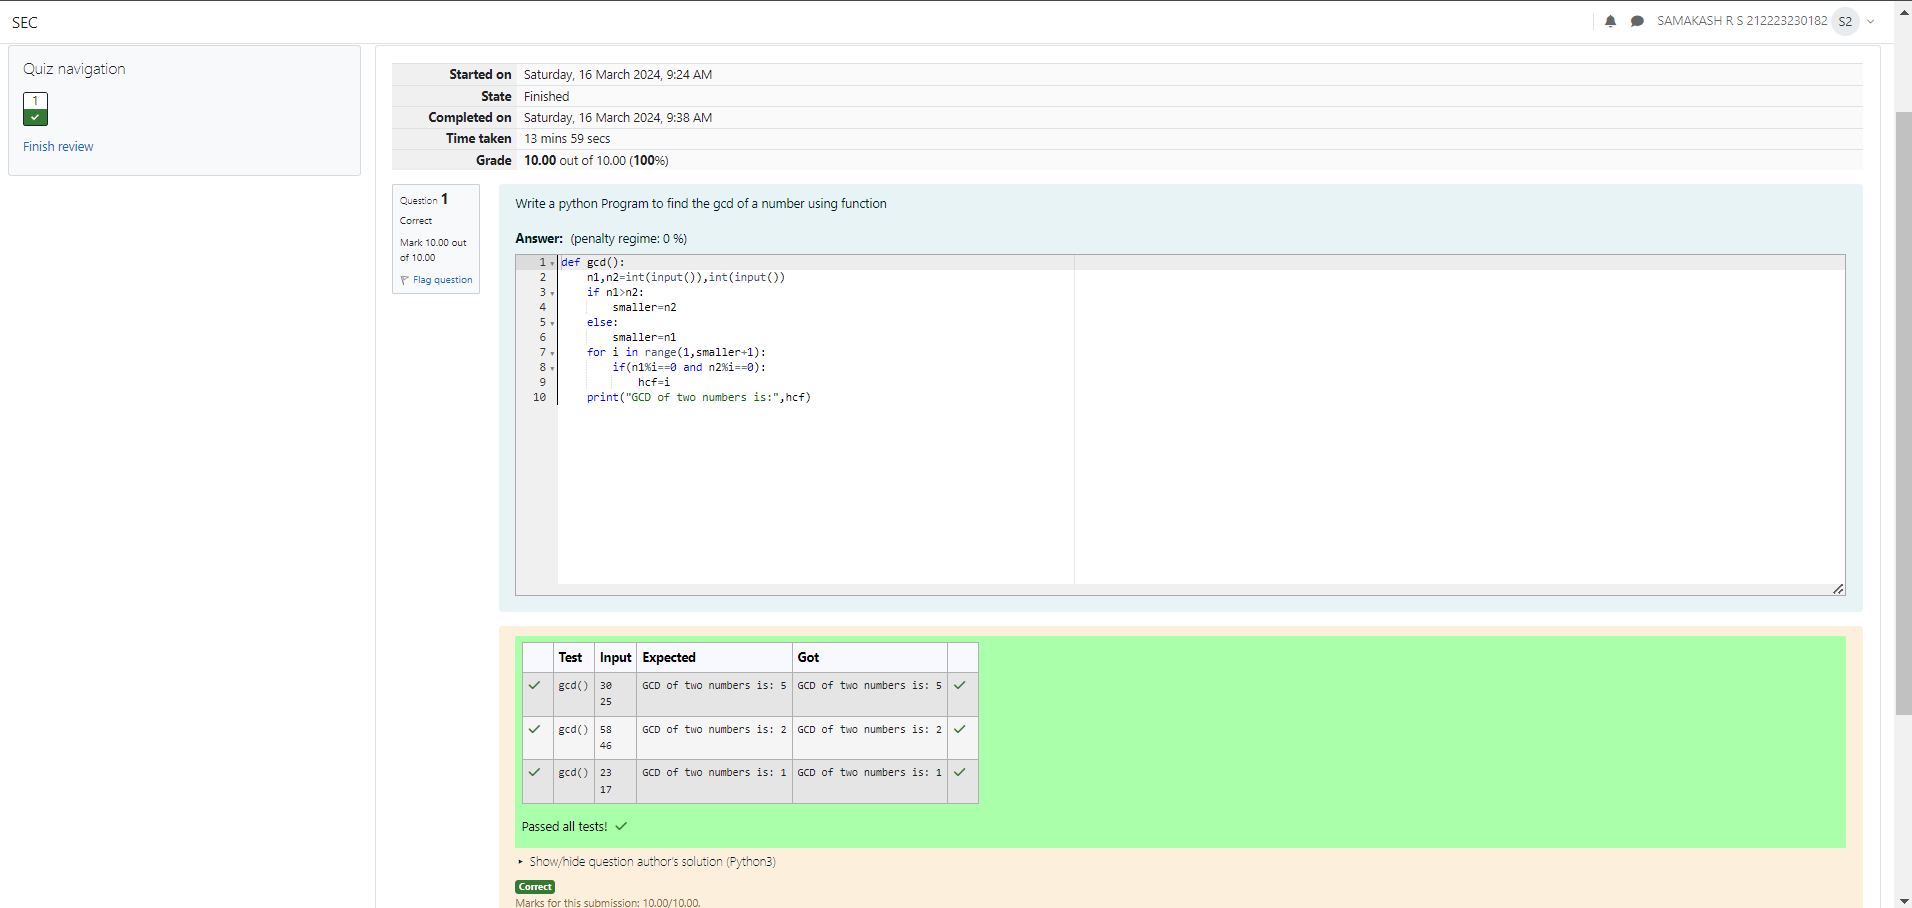 SEC
SAMAKASH R S 212223230182 S2
Quiz navigation
1
Finish review
Started on Saturday, 16 March 2024, 9:24 AM
State Finished
Completed on Saturday, 16 March 2024, 9:38 AM
Time taken 13 mins 59 secs
Grade 10.00 out of 10.00 (100%)
Question 1
Correct
Mark 10.00 out
of 10.00
Flag question
Write a python Program to find the gcd of a number using function
Answer: (penalty regime: 0 %)
1 def gcd():
2     n1,n2=int(input()),int(input())
3     if n1>n2:
4         smaller=n2
5     else:
6         smaller=n1
7     for i in range(1,smaller+1):
8         if(n1%i==0 and n2%i==0):
9             hcf=i
10     print("GCD of two numbers is:",hcf)
Test Input Expected Got
gcd() 30 GCD of two numbers is: 5 GCD of two numbers is: 5
25
gcd() 58 GCD of two numbers is: 2 GCD of two numbers is: 2
46
gcd() 23 GCD of two numbers is: 1 GCD of two numbers is: 1
17
Passed all tests!
Show/hide question author's solution (Python3)
Correct
Marks for this submission: 10.00/10.00.